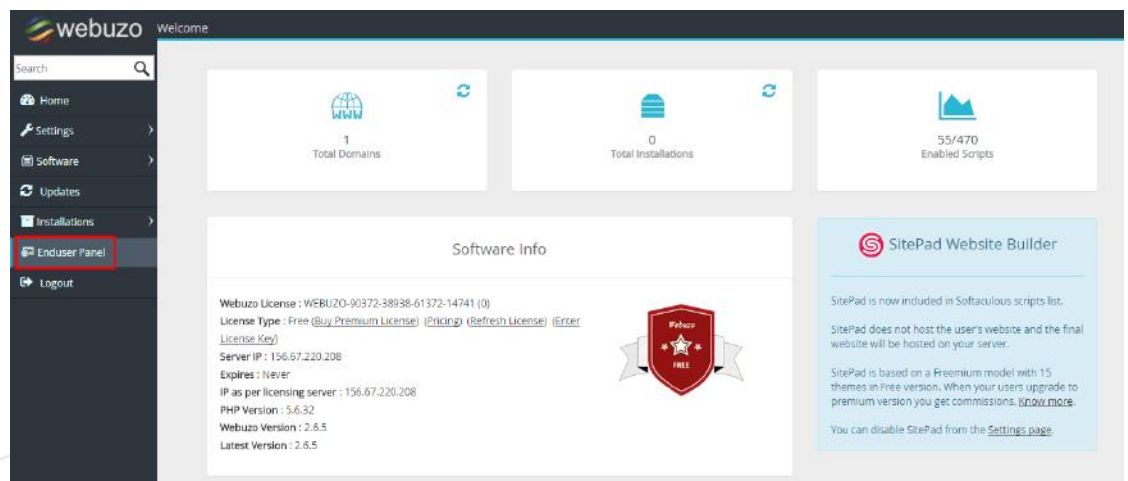 webuzo
Welcome
Search
Home
Settings
Software
Updates
Installations
Enduser Panel
Logout
WWW
1
Total Domains
0
Total Installations
55/470
Enabled Scripts
Software Info
Webuzo License : WEBUZO-90372-38938-61372-14741 (0)
License Type : Free (Buy Premium License) (Pricing) (Refresh License) (Enter
License Key)
Server IP : 156.67.220.208
Expires : Never
IP as per licensing server : 156.67.220.208
PHP Version : 5.6.32
Webuzo Version : 2.6.5
Latest Version : 2.6.5
Webuzo
FREE
SitePad Website Builder
SitePad is now included in Softaculous scripts list.
SitePad does not host the user's website and the final
website will be hosted on your server.
SitePad is based on a Freemium model with 15
themes in Free version. When your users upgrade to
premium version you get commissions. Know more.
You can disable SitePad from the Settings page.